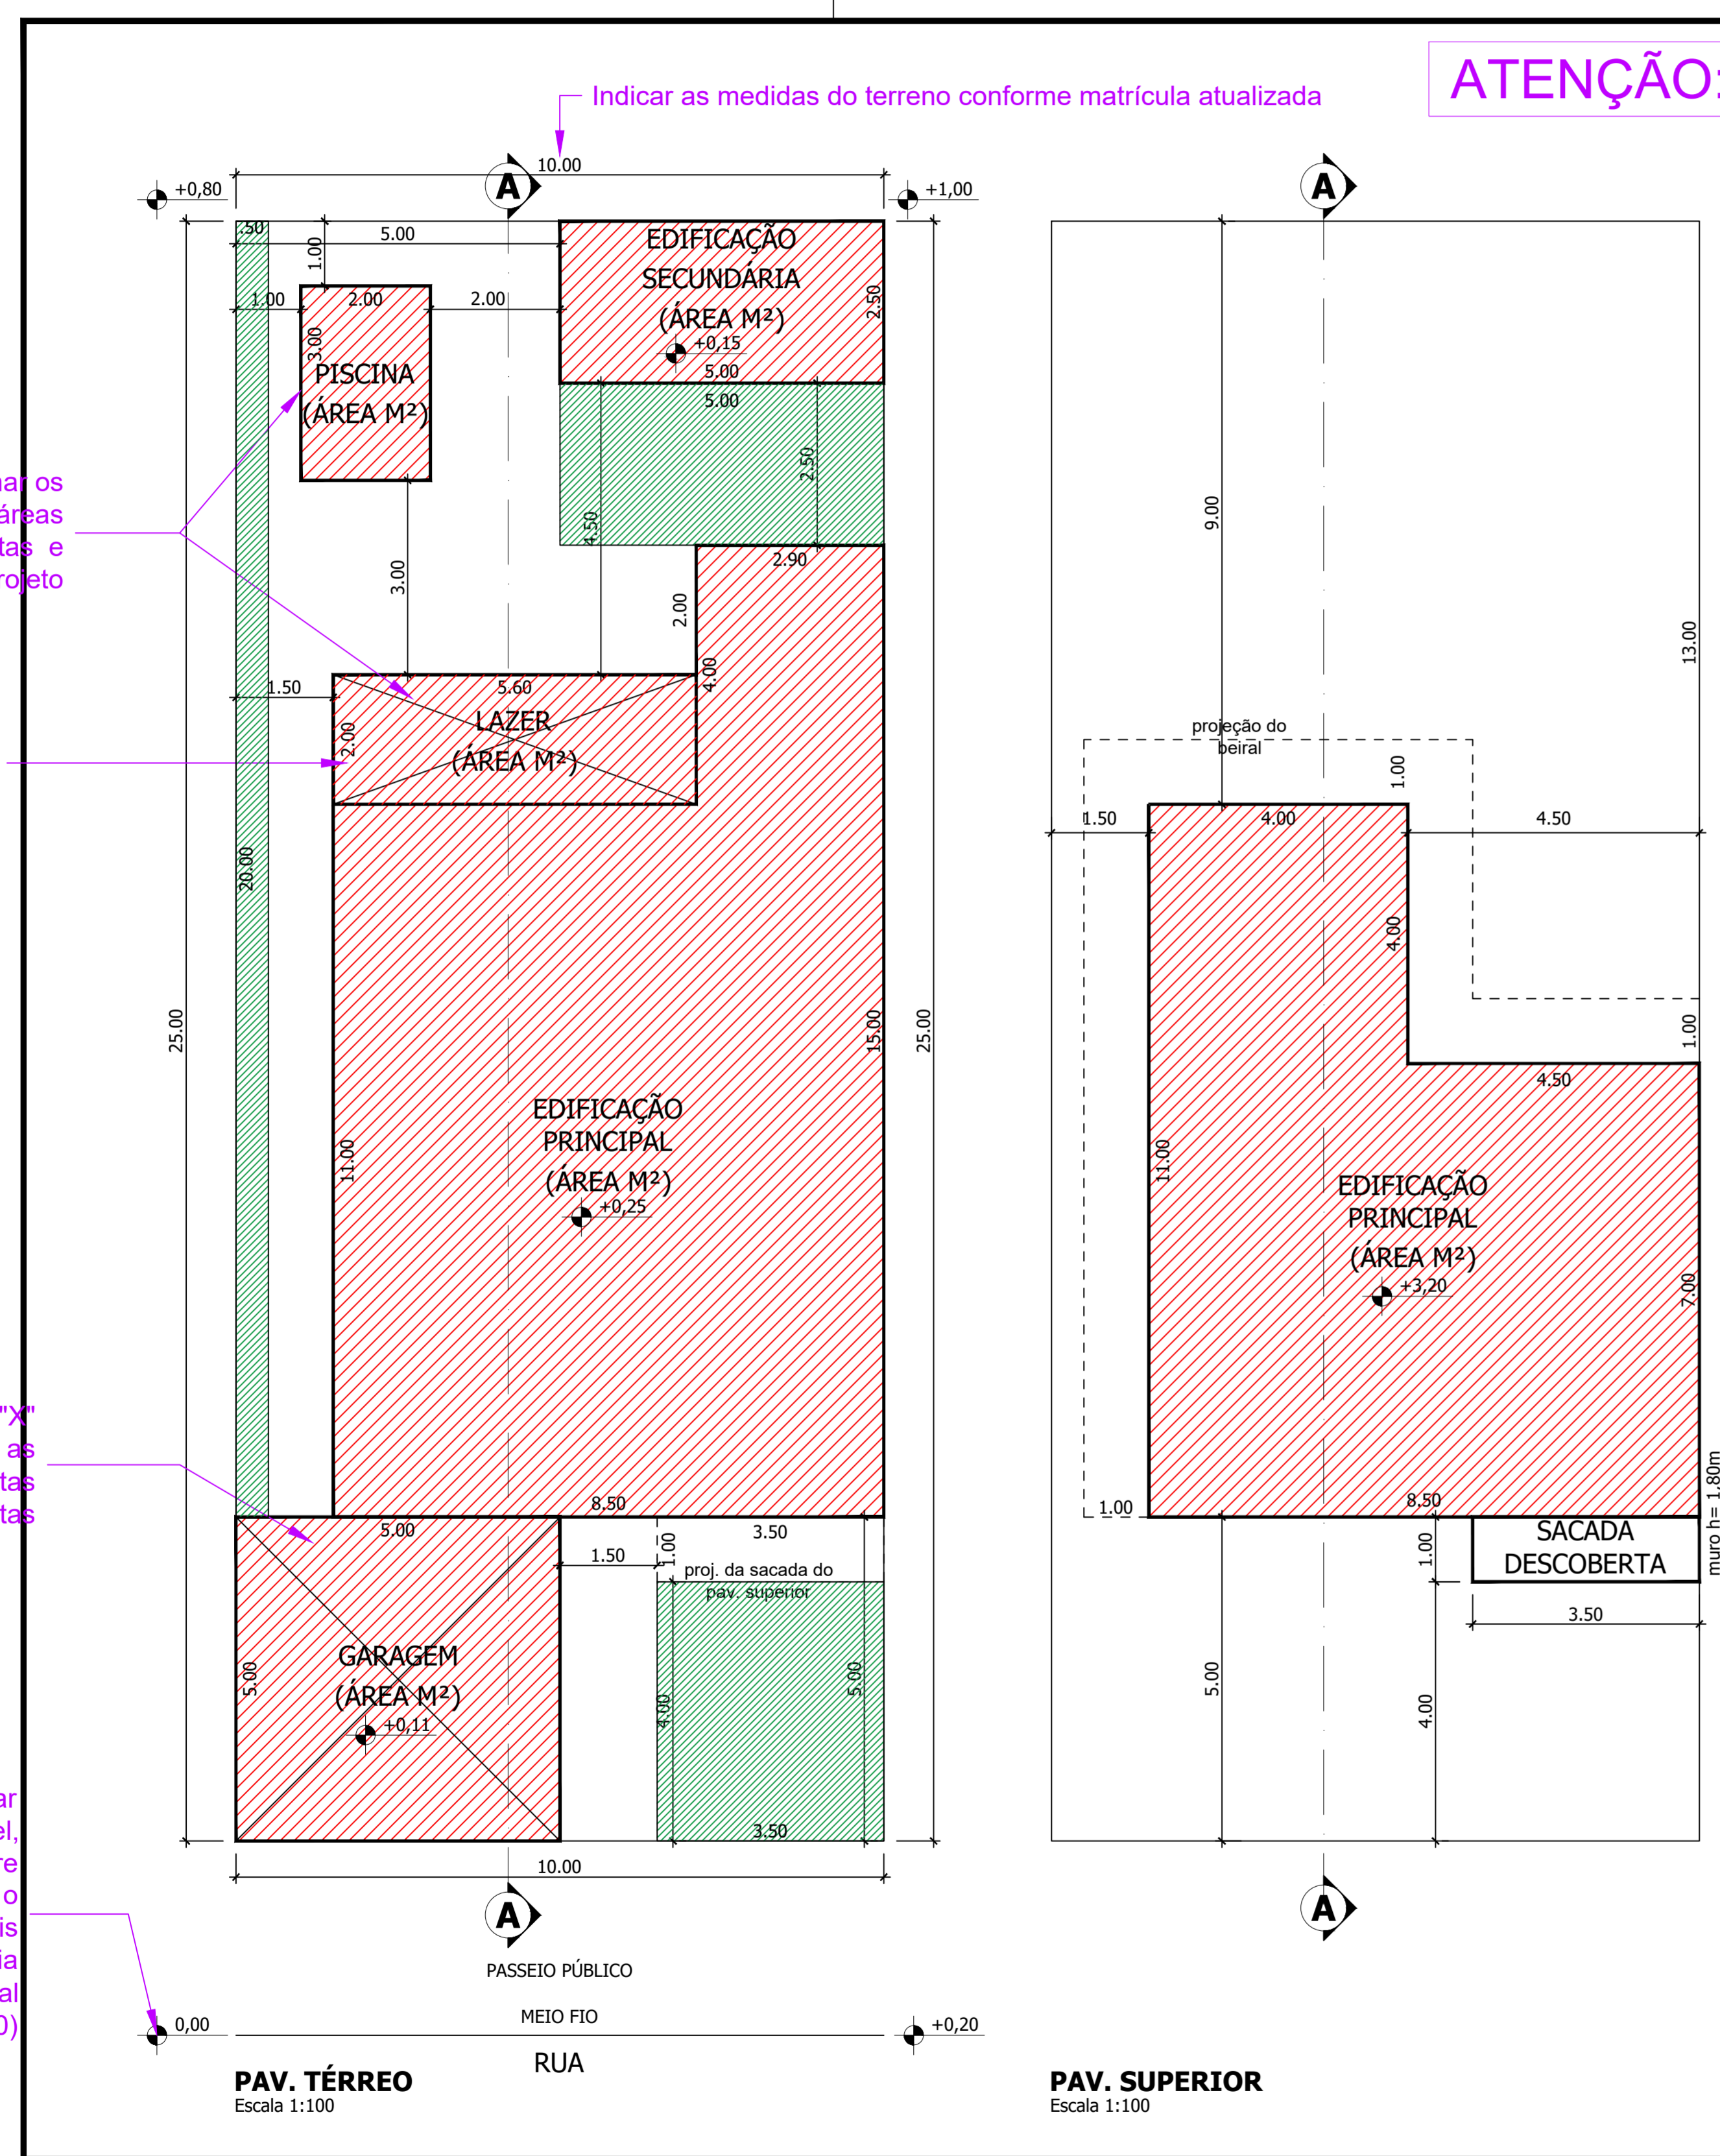 ATENÇÃO:
Indicar as medidas do terreno conforme matrícula atualizada
A
10.00
+0,80
+1,00
.50
5.00
1.00
EDIFICAÇÃO
SECUNDÁRIA
(ÁREA M²)
2.50
+0,15
5.00
5.00
1.00
2.00
2.00
3.00
PISCINA
(ÁREA M²)
2.50
4.50
os
áreas
e
3.00
2.90
2.00
4.00
1.50
5.60
LAZER
(ÁREA M²)
2.00
20.00
25.00
15.00
25.00
EDIFICAÇÃO
PRINCIPAL
(ÁREA M²)
+0,25
11.00
"X"
as
8.50
5.00
3.50
1.50
1.00
proj. da sacada do
pav. superior
GARAGEM
(ÁREA M²)
+0,11
5.00
4.00
5.00
3.50
10.00
A
o
PASSEIO PÚBLICO
MEIO FIO
0,00
+0,20
RUA
PAV. TÉRREO
Escala 1:100
A
9.00
13.00
projeção do
beiral
1.00
1.50
4.00
4.50
4.00
1.00
4.50
11.00
EDIFICAÇÃO
PRINCIPAL
(ÁREA M²)
+3,20
7.00
1.00
8.50
muro h= 1,80m
SACADA
DESCOBERTA
1.00
3.50
5.00
4.00
A
PAV. SUPERIOR
Escala 1:100